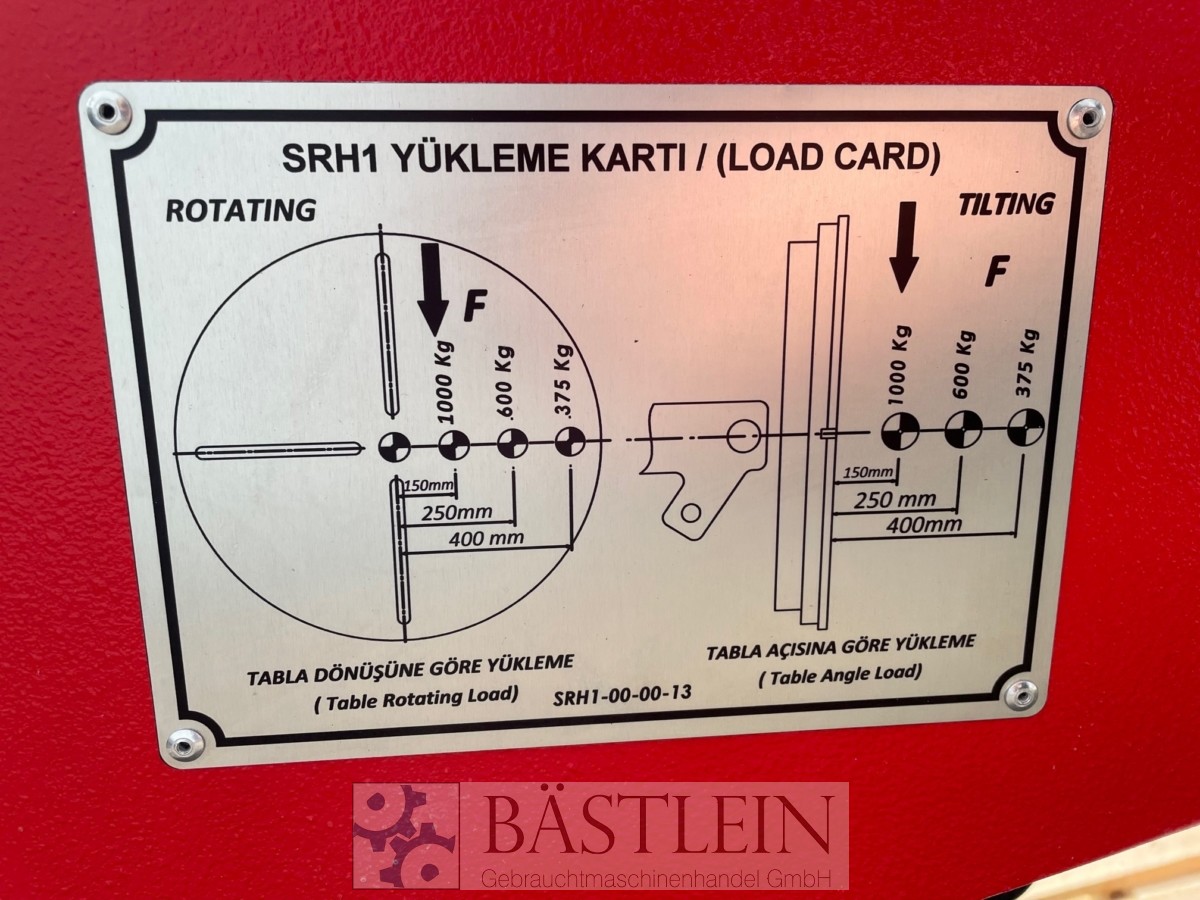 SRH1 YÜKLEME KARTI / (LOAD CARD)
ROTATING
F
1000 Kg
.600 Kg
.375 Kg
150mm
250mm
400 mm
TABLA DÖNÜŞÜNE GÖRE YÜKLEME
( Table Rotating Load)
TILTING
F
1000 Kg
600 Kg
375 Kg
150mm
250 mm
400mm
TABLA AÇISINA GÖRE YÜKLEME
( Table Angle Load)
SRH1-00-00-13
BÄSTLEIN
Gebrauchtmaschinenhandel GmbH